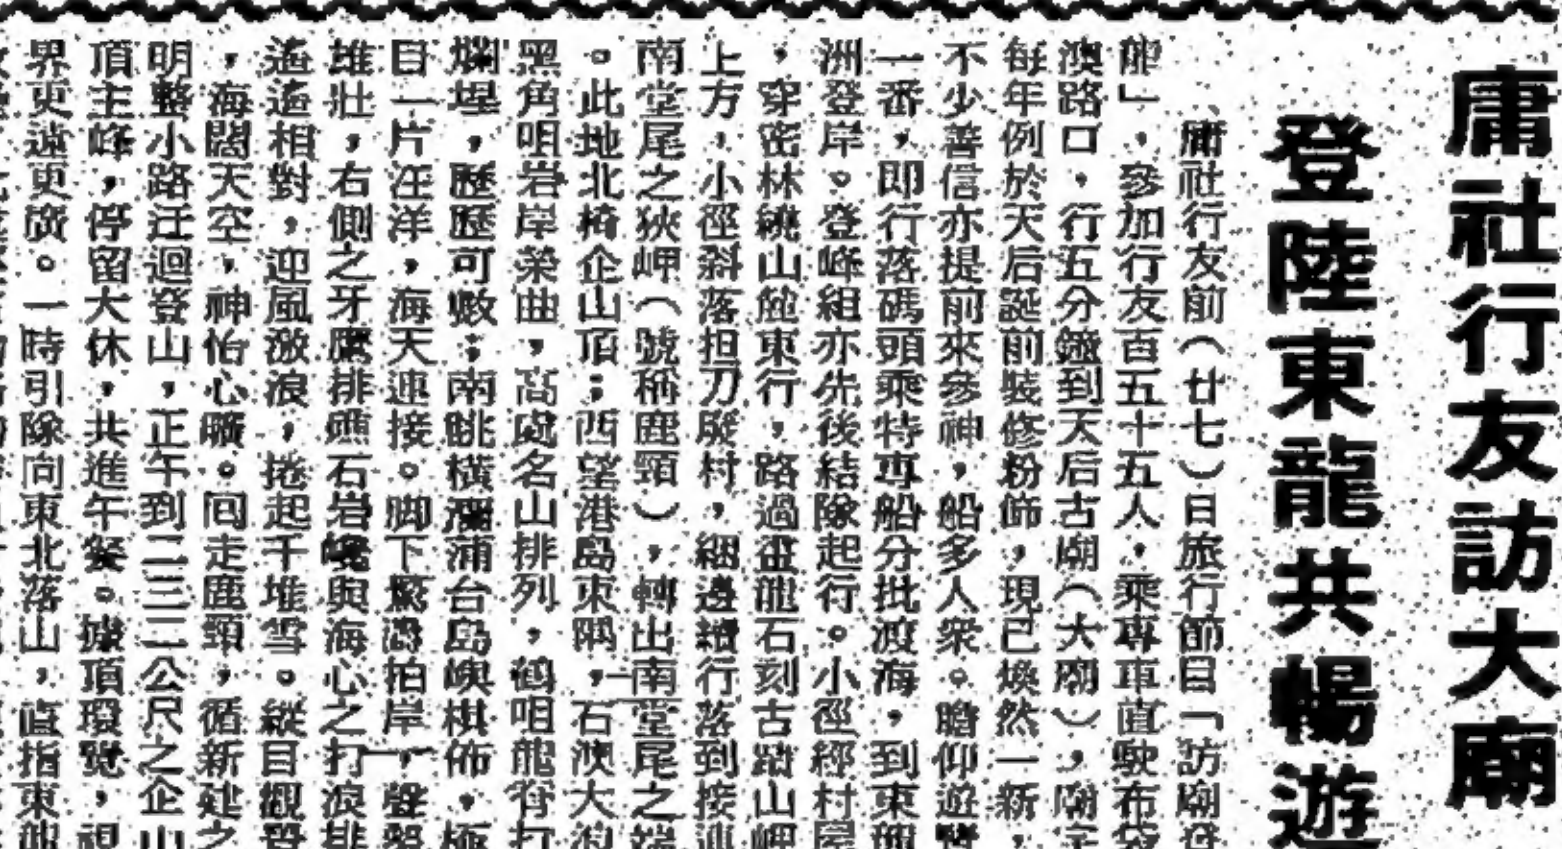 庸社行友訪大廟
登陸東龍共暢遊
庸社行友前（廿七）日旅行節目「訪廟登
龍」，參加行友百五十五人，乘專車直駛布袋
澳路口，行五分鐘到天后古廟（大廟），廟宇
每年例於天后誕前裝修粉飾，現已煥然一新，
不少善信亦提前來參神，船多人衆。瞻仰遊覽
一番，即行落碼頭乘特專船分批渡海，到東龍
洲登岸。登峰組亦先後結隊起行。小徑經村屋
，穿密林繞山麓東行，路過畫龍石刻古蹟山岬
上方，小徑斜落担刀廢村，綑邊續行落到接連
南堂尾之狹岬（號稱鹿頸），轉出南堂尾之端
。此地北椅企山頂；西望港島東隅，石澳大浪
黑角咀岩岸榮曲，高處名山排列，鶴咀龍脊打
爛埕，歷歷可數；南眺橫瀾蒲台島嶼棋佈，極
目一片汪洋，海天連接。脚下驚濤拍岸，聲勢
雄壯，右側之牙鷹排礁石岩巉與海心之打浪排
遙遙相對，迎風激浪，捲起千堆雪。縱目觀賞
，海闊天空，神怡心曠。回走鹿頸，循新建之
明整小路迂迴登山，正午到二三二公尺之企山
頂主峰，停留大休，共進午餐。據頂環覽，視
界更遠更廣。一時引隊向東北落山，直指東龍